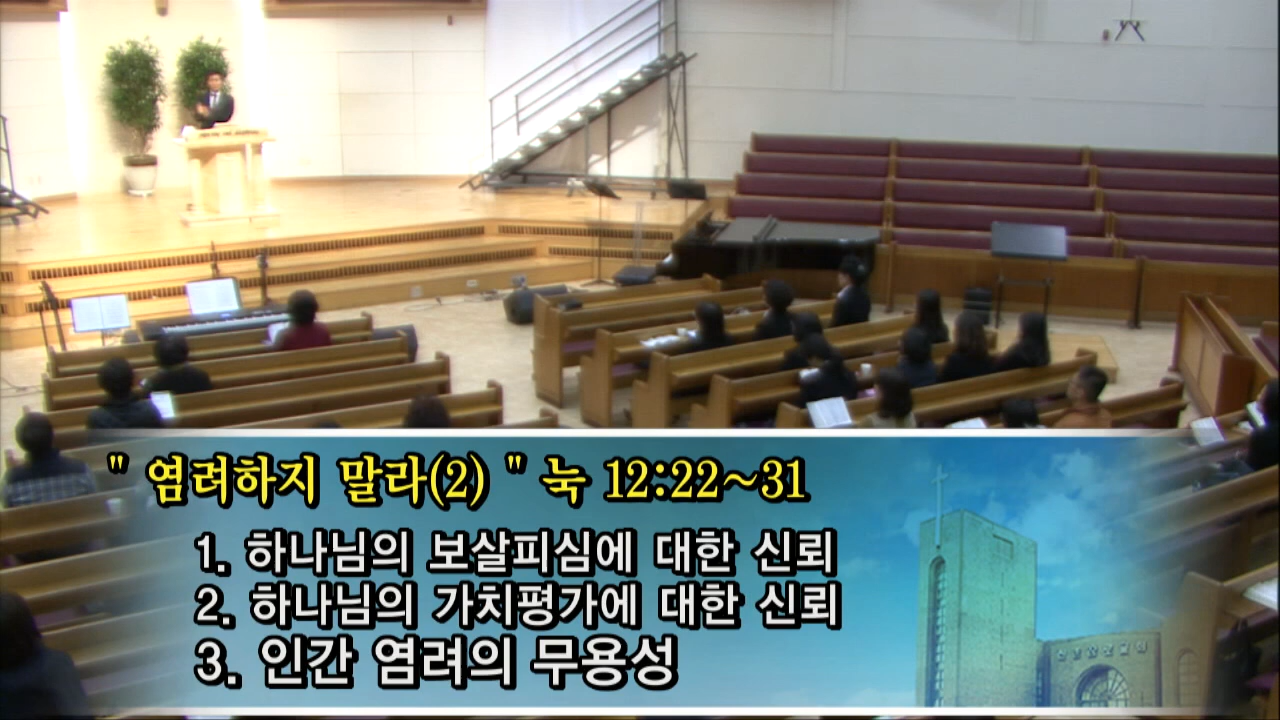 " 염려하지 말라(2) " 눅 12:22~31
1. 하나님의 보살피심에 대한 신뢰
2. 하나님의 가치평가에 대한 신뢰
3. 인간 염려의 무용성